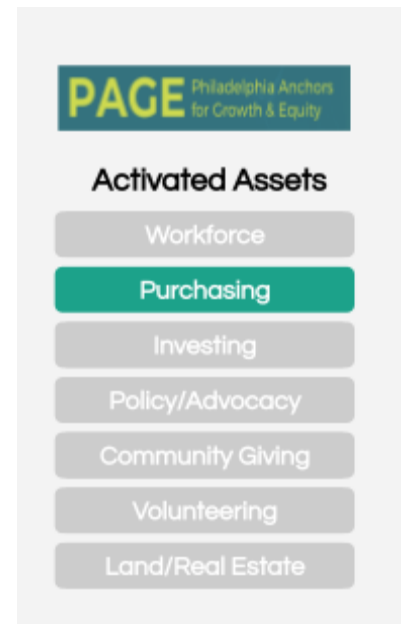 PAGE Philadelphia Anchors
for Growth & Equity
Activated Assets
Workforce
Purchasing
Investing
Policy/Advocacy
Community Giving
Volunteering
Land/Real Estate